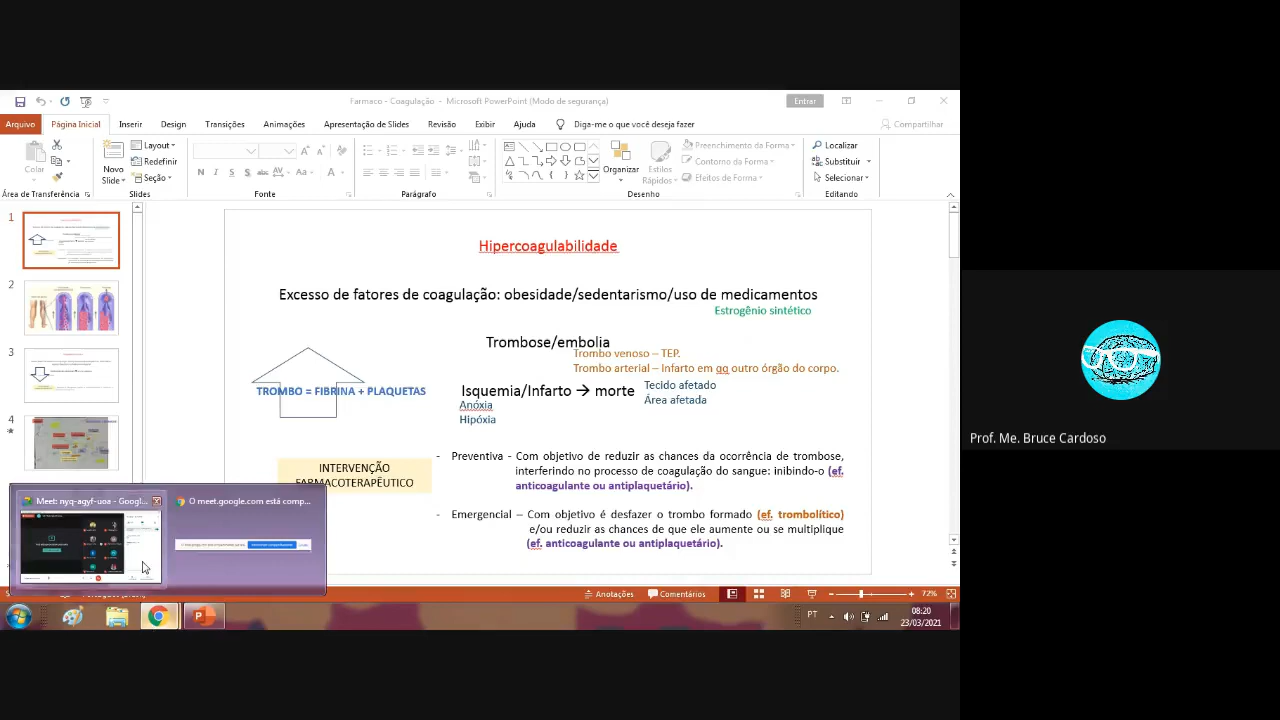 Farmaco - Coagulação - Microsoft PowerPoint (Modo de segurança)
Entrar
Arquivo
Página Inicial
Inserir
Design
Transições
Animações
Apresentação de Slides
Revisão
Exibir
Ajuda
Diga-me o que você deseja fazer
Compartilhar
Colar
Área de Transferência
Novo Slide
Layout
Redefinir
Seção
Slides
N I S S abc AV Aa A
Fonte
Parágrafo
Organizar
Estilos Rápidos
Preenchimento da Forma
Contorno da Forma
Efeitos de Forma
Desenho
Localizar
Substituir
Selecionar
Editando
1
2
3
4
Hipercoagulabilidade
Excesso de fatores de coagulação: obesidade/sedentarismo/uso de medicamentos
Estrogênio sintético
Trombose/embolia
Trombo venoso – TEP.
Trombo arterial – Infarto em qq outro órgão do corpo.
TROMBO = FIBRINA + PLAQUETAS
Isquemia/Infarto → morte
Tecido afetado
Área afetada
Anóxia
Hipóxia
INTERVENÇÃO
FARMACOTERAPÊUTICO
- Preventiva - Com objetivo de reduzir as chances da ocorrência de trombose,
interferindo no processo de coagulação do sangue: inibindo-o (ef.
anticoagulante ou antiplaquetário).
- Emergencial – Com objetivo é desfazer o trombo formado (ef. trombolítico)
e/ou reduzir as chances de que ele aumente ou se multiplique
(ef. anticoagulante ou antiplaquetário).
Meet: nyq-agyf-uoa - Googl...
O meet.google.com está comp...
Anotações
Comentários
72%
PT
08:20
23/03/2021
Prof. Me. Bruce Cardoso